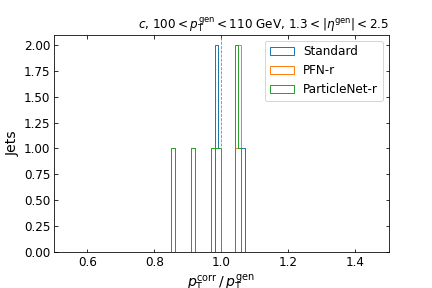 c, 100 < p_T^gen < 110 GeV, 1.3 < |η^gen| < 2.5
Jets
2.00
1.75
1.50
1.25
1.00
0.75
0.50
0.25
0.00
Standard
PFN-r
ParticleNet-r
0.6
0.8
1.0
1.2
1.4
p_T^corr / p_T^gen